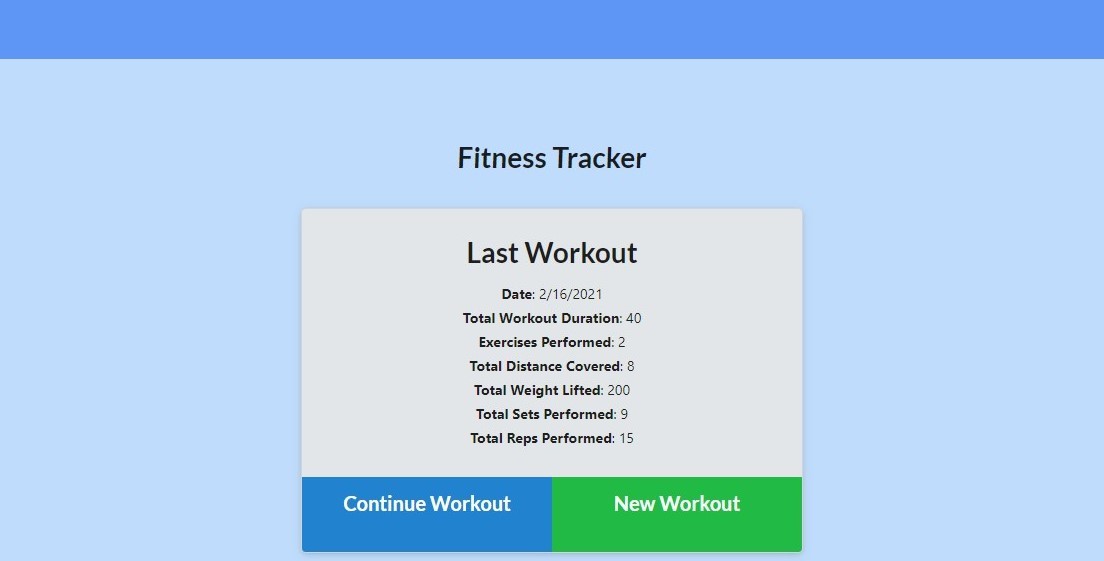 Fitness Tracker
Last Workout
Date: 2/16/2021
Total Workout Duration: 40
Exercises Performed: 2
Total Distance Covered: 8
Total Weight Lifted: 200
Total Sets Performed: 9
Total Reps Performed: 15
Continue Workout
New Workout